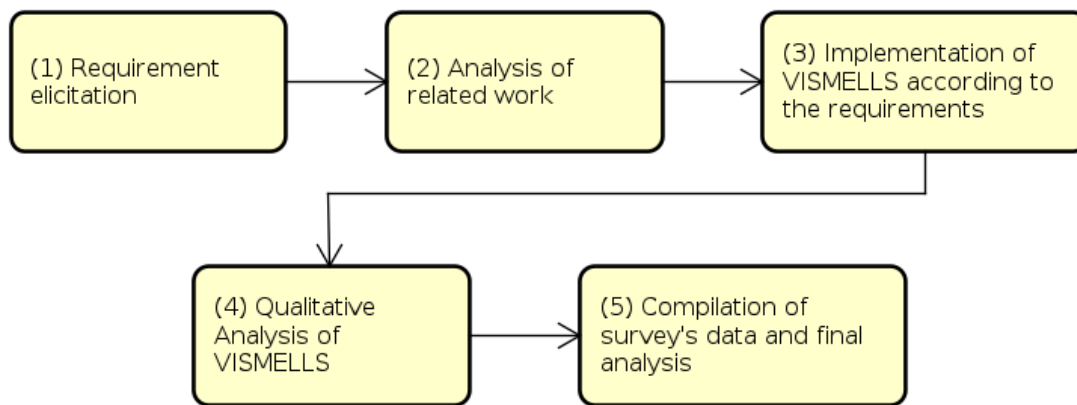 (1) Requirement
elicitation
(2) Analysis of
related work
(3) Implementation of
VISMELLS according to
the requirements
(4) Qualitative
Analysis of
VISMELLS
(5) Compilation of
survey's data and final
analysis